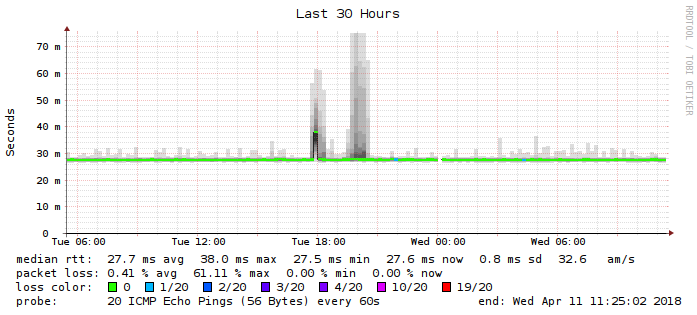 Last 30 Hours
RRDTOOL / TOBI OETIKER
Seconds
70 m
60 m
50 m
40 m
30 m
20 m
10 m
0
Tue 06:00 Tue 12:00 Tue 18:00 Wed 00:00 Wed 06:00
median rtt: 27.7 ms avg 38.0 ms max 27.5 ms min 27.6 ms now 0.8 ms sd 32.6 am/s
packet loss: 0.41 % avg 61.11 % max 0.00 % min 0.00 % now
loss color: 0 1/20 2/20 3/20 4/20 10/20 19/20
probe: 20 ICMP Echo Pings (56 Bytes) every 60s end: Wed Apr 11 11:25:02 2018